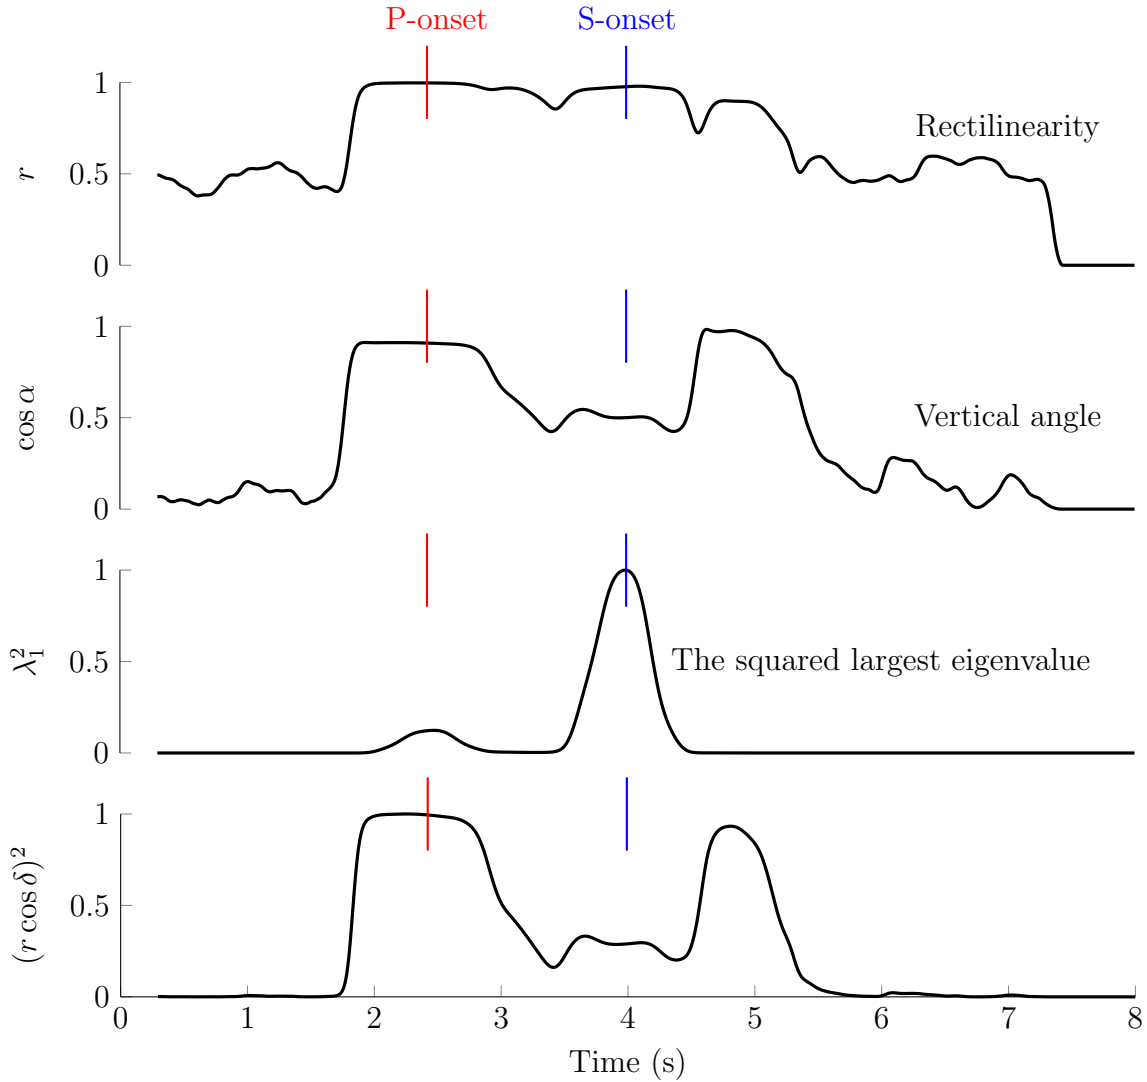 P-onset S-onset
1
0.5
0
r
Rectilinearity
1
0.5
0
cos α
Vertical angle
1
0.5
0
λ₁²
The squared largest eigenvalue
1
0.5
0
(r cos δ)²
0 1 2 3 4 5 6 7 8
Time (s)